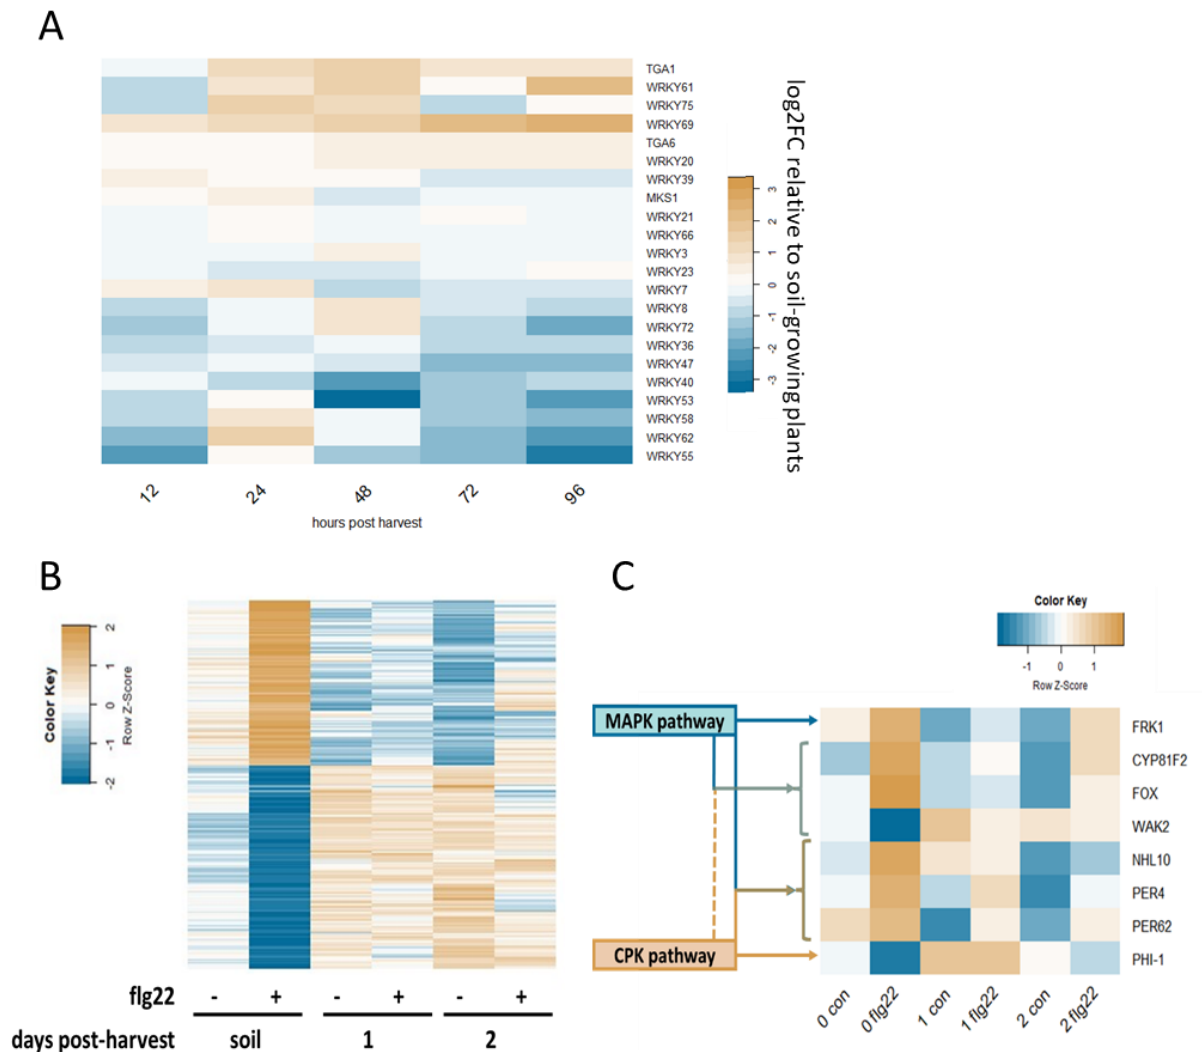 A
TGA1
WRKY61
WRKY75
WRKY69
TGA6
WRKY20
WRKY39
MKS1
WRKY21
WRKY66
WRKY3
WRKY23
WRKY7
WRKY8
WRKY72
WRKY36
WRKY47
WRKY40
WRKY53
WRKY58
WRKY62
WRKY55
12 24 48 72 96
hours post harvest
3
2
1
0
-1
-2
-3
log2FC relative to soil-growing plants
B
Color Key
2
1
0
-1
-2
Row Z-Score
flg22 - + - + - +
days post-harvest soil 1 2
C
Color Key
-1 0 1
Row Z-Score
MAPK pathway
CPK pathway
FRK1
CYP81F2
FOX
WAK2
NHL10
PER4
PER62
PHI-1
0 con 0 flg22 1 con 1 flg22 2 con 2 flg22